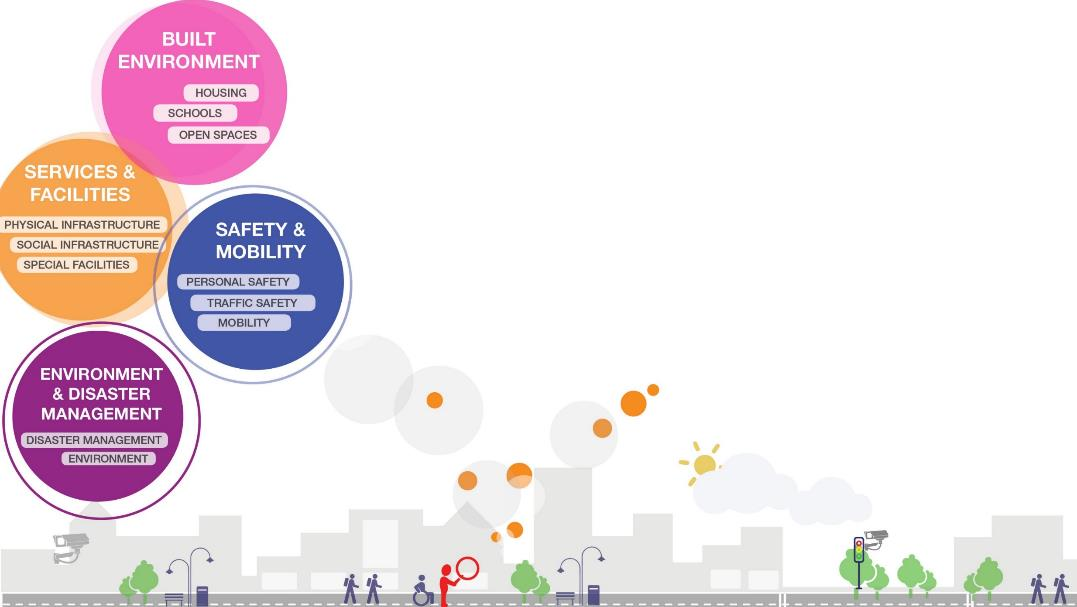 BUILT
ENVIRONMENT
HOUSING
SCHOOLS
OPEN SPACES
SERVICES &
FACILITIES
PHYSICAL INFRASTRUCTURE
SOCIAL INFRASTRUCTURE
SPECIAL FACILITIES
SAFETY &
MOBILITY
PERSONAL SAFETY
TRAFFIC SAFETY
MOBILITY
ENVIRONMENT
& DISASTER
MANAGEMENT
DISASTER MANAGEMENT
ENVIRONMENT